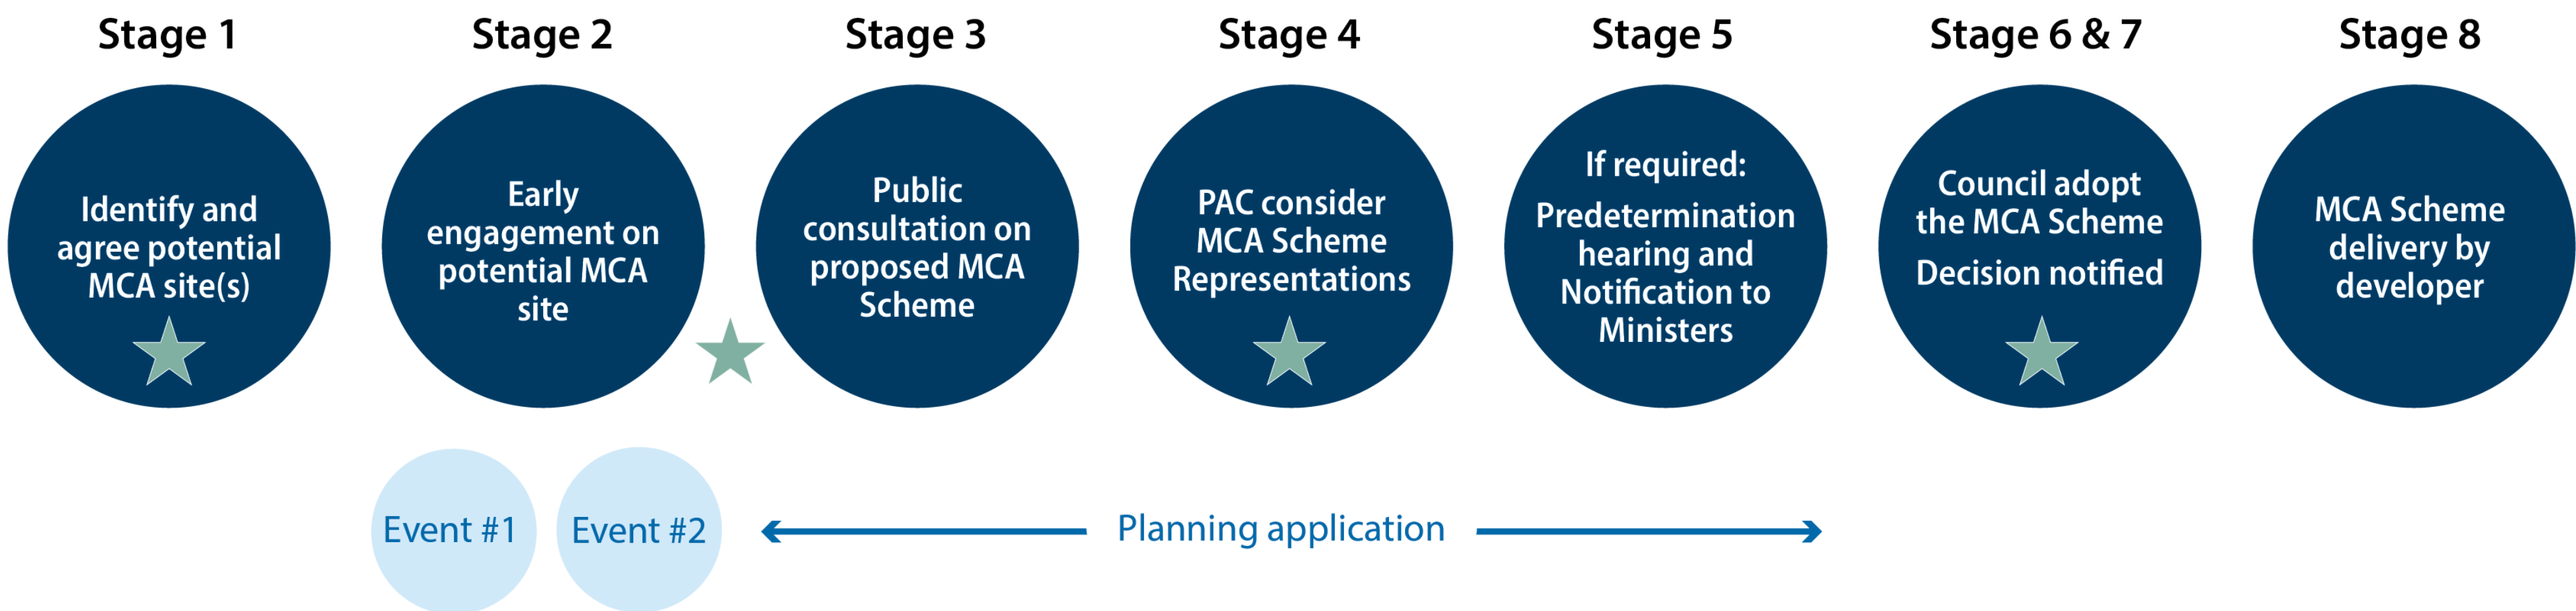 Stage 1
Identify and
agree potential
MCA site(s)
Stage 2
Early
engagement on
potential MCA
site
Stage 3
Public
consultation on
proposed MCA
Scheme
Stage 4
PAC consider
MCA Scheme
Representations
Stage 5
If required:
Predetermination
hearing and
Notification to
Ministers
Stage 6 & 7
Council adopt
the MCA Scheme
Decision notified
Stage 8
MCA Scheme
delivery by
developer
Event #1
Event #2
Planning application